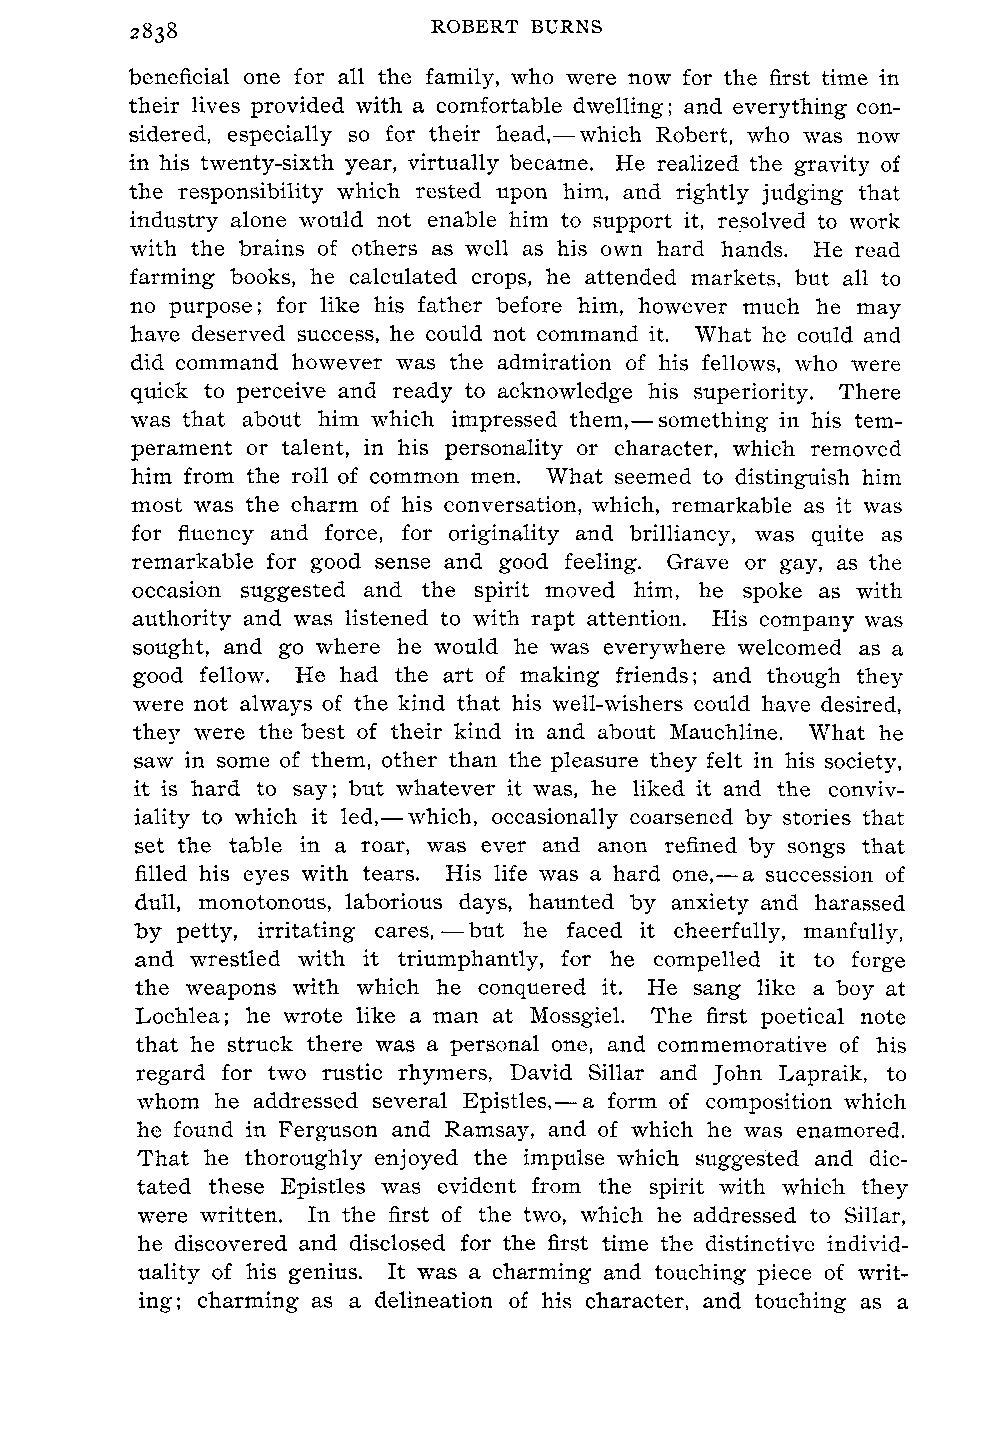 2838
ROBERT BURNS
beneficial one for all the family, who were now for the first time in
their lives provided with a comfortable dwelling; and everything con-
sidered, especially so for their head,—which Robert, who was now
in his twenty-sixth year, virtually became. He realized the gravity of
the responsibility which rested upon him, and rightly judging that
industry alone would not enable him to support it, resolved to work
with the brains of others as well as his own hard hands. He read
farming books, he calculated crops, he attended markets, but all to
no purpose; for like his father before him, however much he may
have deserved success, he could not command it. What he could and
did command however was the admiration of his fellows, who were
quick to perceive and ready to acknowledge his superiority. There
was that about him which impressed them,—something in his tem-
perament or talent, in his personality or character, which removed
him from the roll of common men. What seemed to distinguish him
most was the charm of his conversation, which, remarkable as it was
for fluency and force, for originality and brilliancy, was quite as
remarkable for good sense and good feeling. Grave or gay, as the
occasion suggested and the spirit moved him, he spoke as with
authority and was listened to with rapt attention. His company was
sought, and go where he would he was everywhere welcomed as a
good fellow. He had the art of making friends; and though they
were not always of the kind that his well-wishers could have desired,
they were the best of their kind in and about Mauchline. What he
saw in some of them, other than the pleasure they felt in his society,
it is hard to say; but whatever it was, he liked it and the conviv-
iality to which it led,—which, occasionally coarsened by stories that
set the table in a roar, was ever and anon refined by songs that
filled his eyes with tears. His life was a hard one,—a succession of
dull, monotonous, laborious days, haunted by anxiety and harassed
by petty, irritating cares,—but he faced it cheerfully, manfully,
and wrestled with it triumphantly, for he compelled it to forge
the weapons with which he conquered it. He sang like a boy at
Lochlea; he wrote like a man at Mossgiel. The first poetical note
that he struck there was a personal one, and commemorative of his
regard for two rustic rhymers, David Sillar and John Lapraik, to
whom he addressed several Epistles,—a form of composition which
he found in Ferguson and Ramsay, and of which he was enamored.
That he thoroughly enjoyed the impulse which suggested and dic-
tated these Epistles was evident from the spirit with which they
were written. In the first of the two, which he addressed to Sillar,
he discovered and disclosed for the first time the distinctive individ-
uality of his genius. It was a charming and touching piece of writ-
ing; charming as a delineation of his character, and touching as a